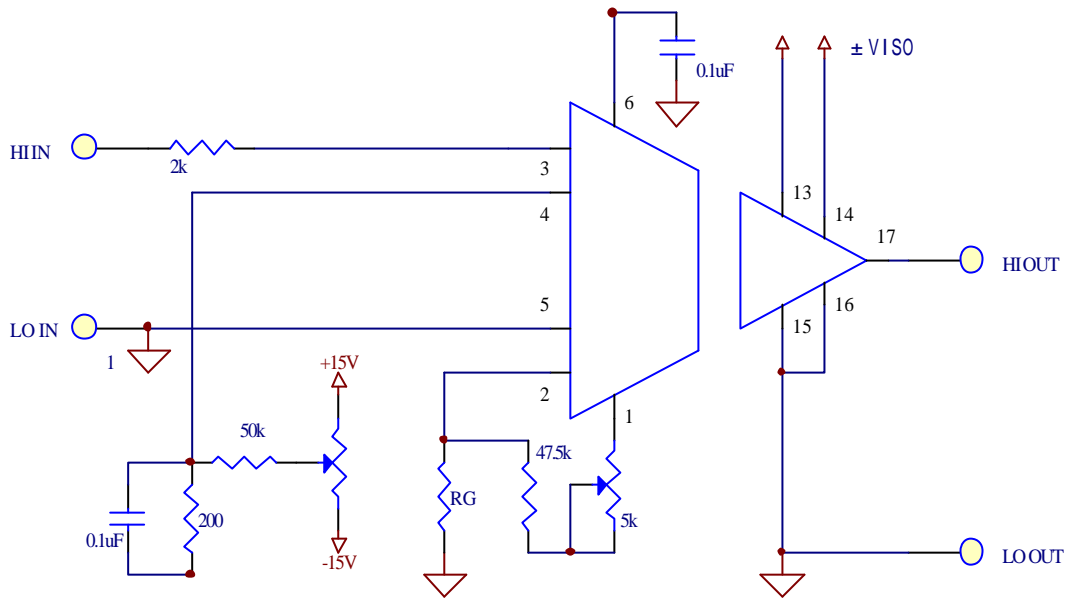 ± VISO
0.1uF
6
HI IN
2k
3
4
13
14
17
HI OUT
5
16
LO IN
15
1
+15V
2
1
50k
47.5k
RG
200
5k
0.1uF
-15V
LO OUT